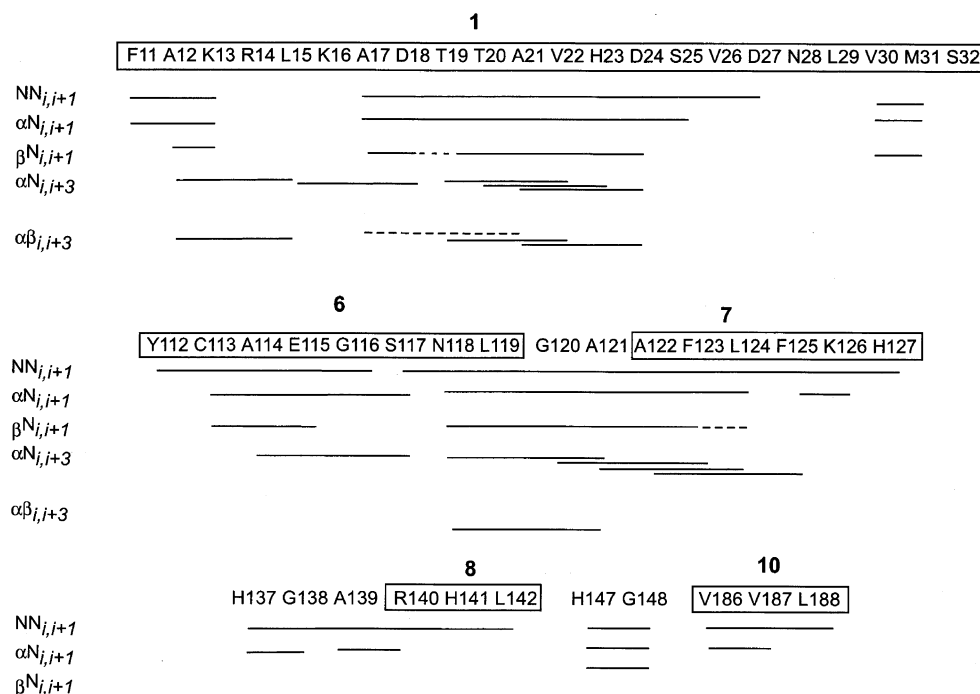 1
F11 A12 K13 R14 L15 K16 A17 D18 T19 T20 A21 V22 H23 D24 S25 V26 D27 N28 L29 V30 M31 S32
NNi,i+1
αNi,i+1
βNi,i+1
αNi,i+3
αβi,i+3
6 7
Y112 C113 A114 E115 G116 S117 N118 L119 G120 A121 A122 F123 L124 F125 K126 H127
NNi,i+1
αNi,i+1
βNi,i+1
αNi,i+3
αβi,i+3
8 10
H137 G138 A139 R140 H141 L142 H147 G148 V186 V187 L188
NNi,i+1
αNi,i+1
βNi,i+1